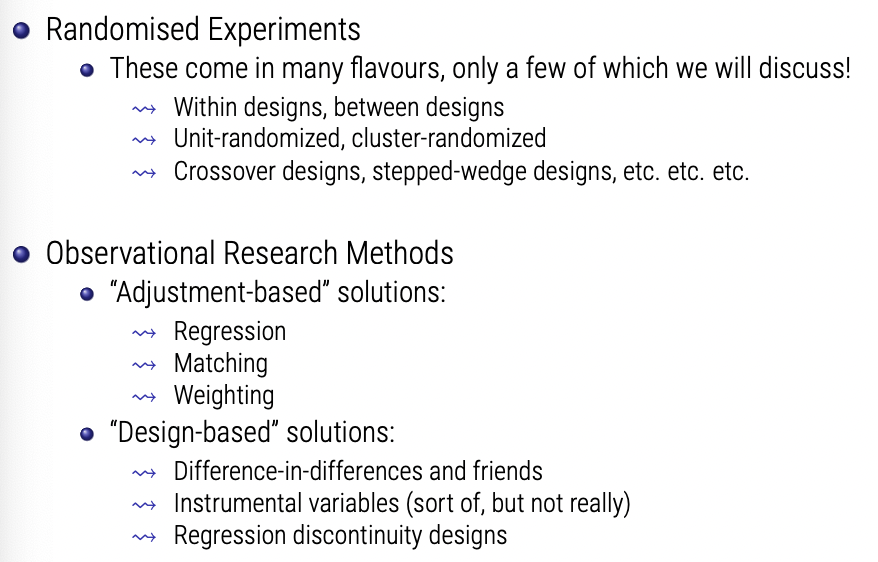 Randomised Experiments
These come in many flavours, only a few of which we will discuss!
Within designs, between designs
Unit-randomized, cluster-randomized
Crossover designs, stepped-wedge designs, etc. etc. etc.
Observational Research Methods
“Adjustment-based” solutions:
Regression
Matching
Weighting
“Design-based” solutions:
Difference-in-differences and friends
Instrumental variables (sort of, but not really)
Regression discontinuity designs